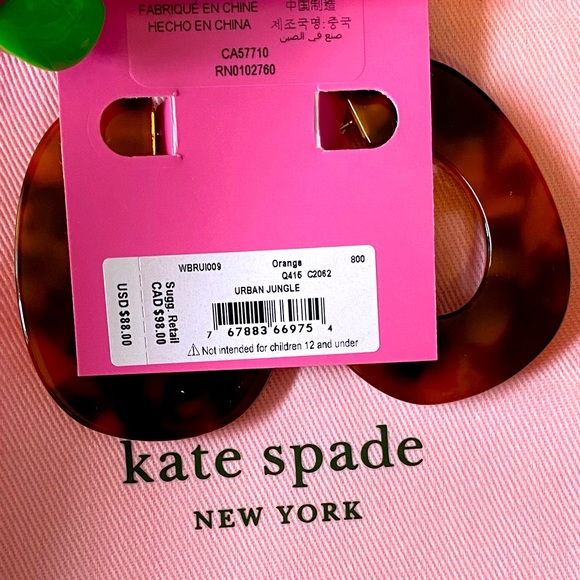 FABRIQUÉ EN CHINE
HECHO EN CHINA
中国制造
제조국명:중국
صنع في الصين
CA57710
RN0102760
WBRUI009 Orange 800
Q415 C2062
URBAN JUNGLE
7 67883 66975 4
⚠ Not intended for children 12 and under
Sugg. Retail
CAD $98.00
USD $88.00
kate spade
NEW YORK